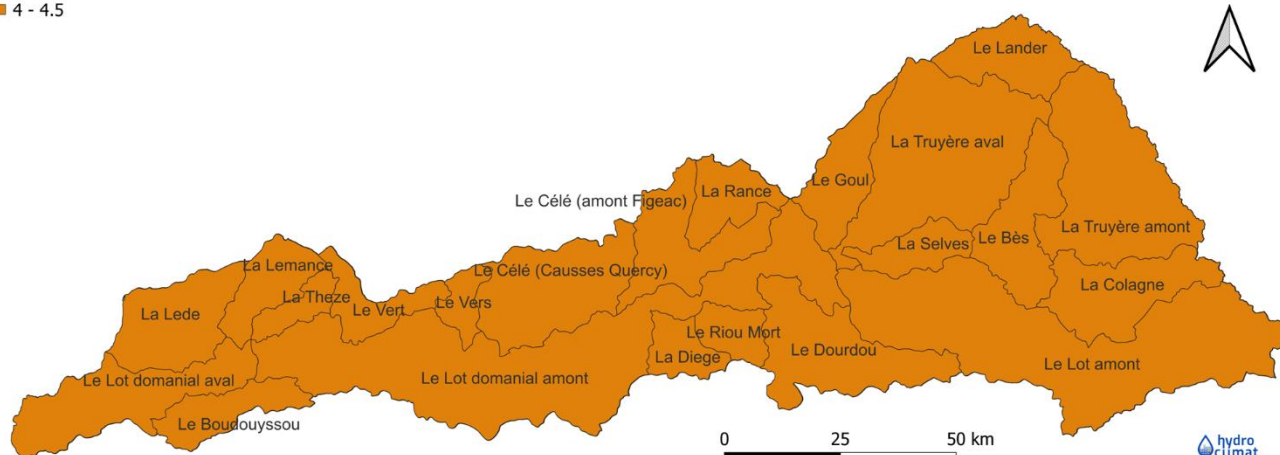 4 - 4.5
Le Lander
La Truyère aval
Le Goul
La Rance
Le Célé (amont Figeac)
La Truyère amont
La Selves
Le Bès
La Lemance
Le Célé (Causses Quercy)
La Colagne
La Theze
Le Vers
Le Vert
La Lede
Le Riou Mort
Le Dourdou
La Diege
Le Lot amont
Le Lot domanial aval
Le Lot domanial amont
Le Boudouyssou
0 25 50 km
hydro
climat